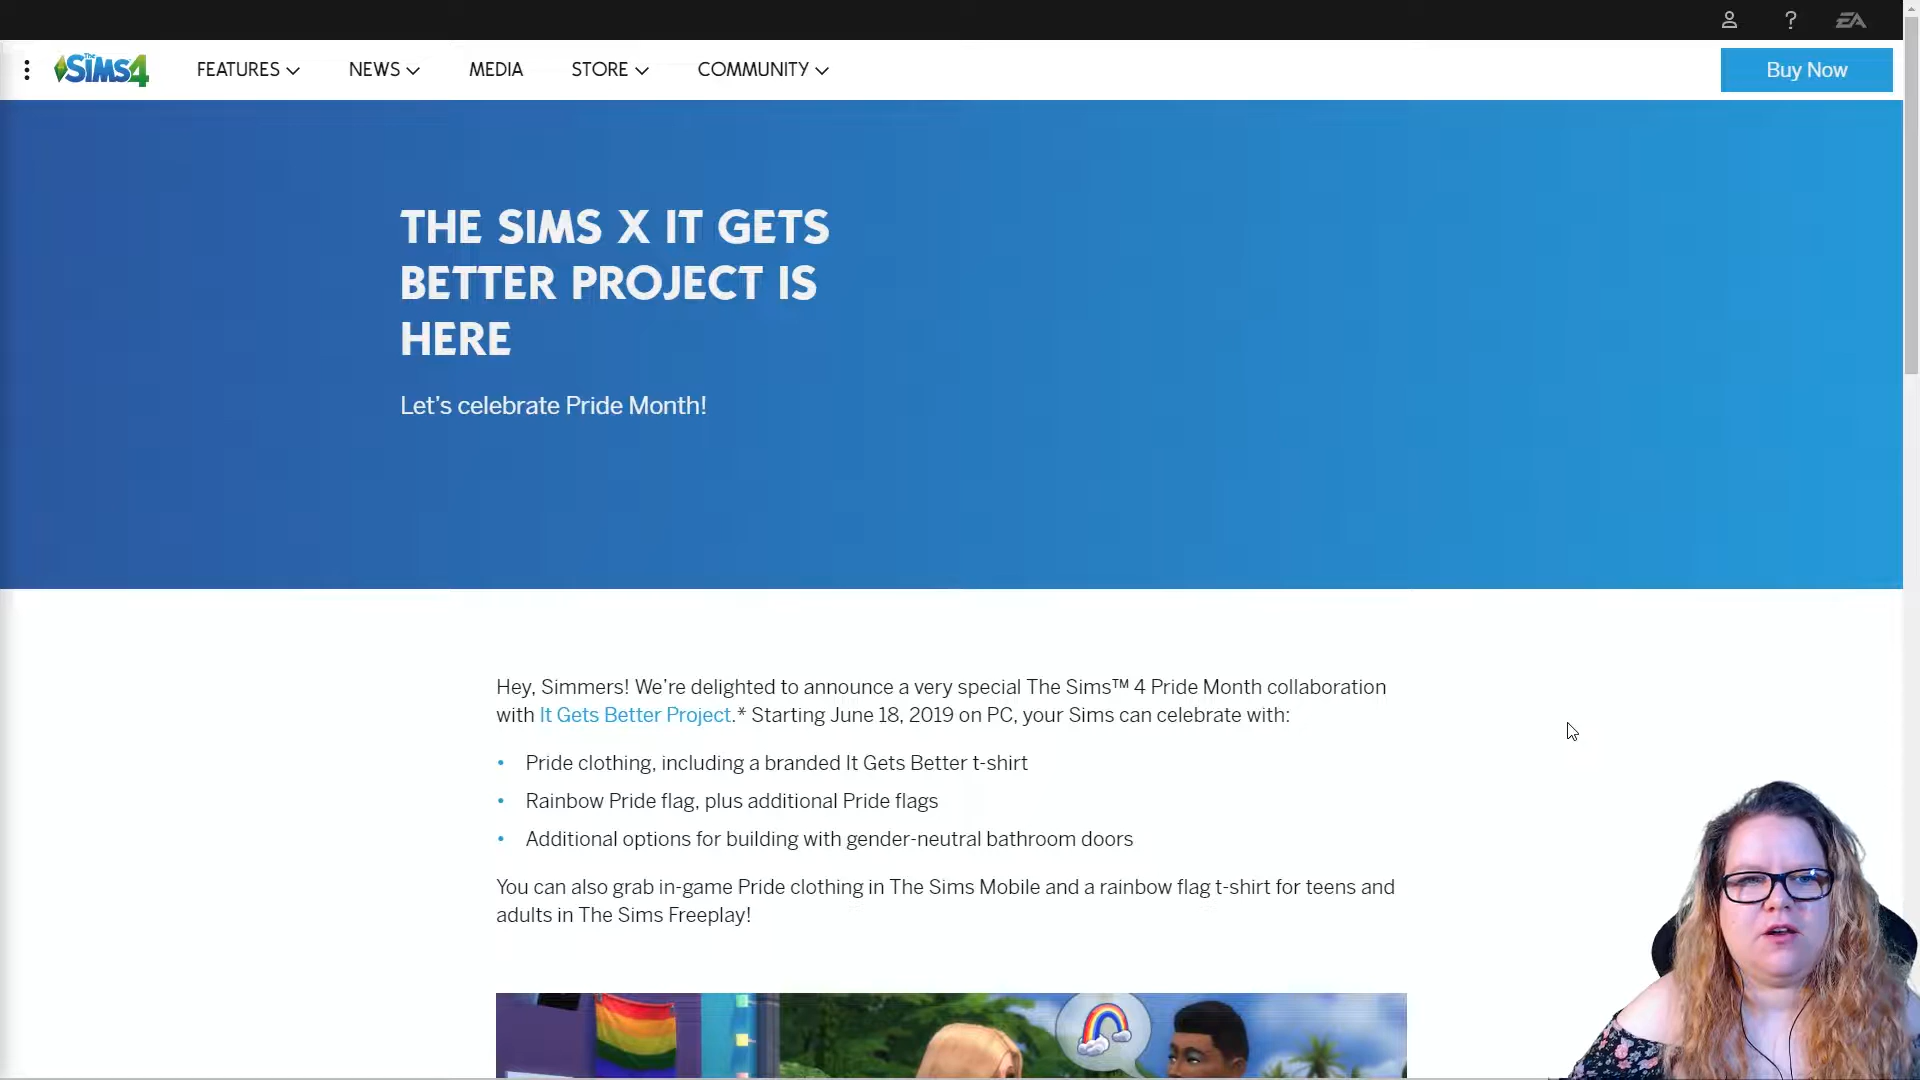 ?
EA
The SiMS4
FEATURES
NEWS
MEDIA
STORE
COMMUNITY
Buy Now
THE SIMS X IT GETS
BETTER PROJECT IS
HERE
Let’s celebrate Pride Month!
Hey, Simmers! We’re delighted to announce a very special The Sims™ 4 Pride Month collaboration
with It Gets Better Project.* Starting June 18, 2019 on PC, your Sims can celebrate with:
• Pride clothing, including a branded It Gets Better t-shirt
• Rainbow Pride flag, plus additional Pride flags
• Additional options for building with gender-neutral bathroom doors
You can also grab in-game Pride clothing in The Sims Mobile and a rainbow flag t-shirt for teens and
adults in The Sims Freeplay!